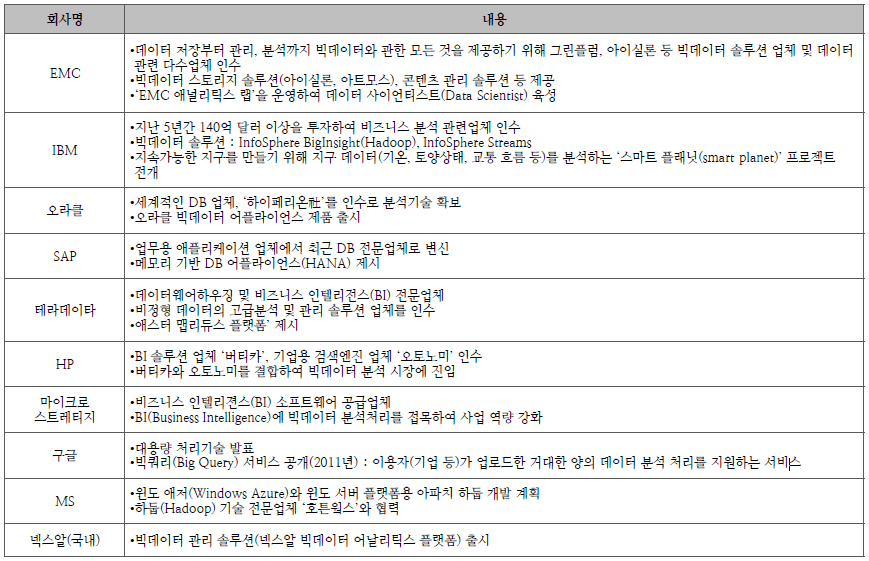 회사명
내용
EMC
•데이터 저장부터 관리, 분석까지 빅데이터와 관한 모든 것을 제공하기 위해 그린플럼, 아이실론 등 빅데이터 솔루션 업체 및 데이터
관련 다수업체 인수
•빅데이터 스토리지 솔루션(아이실론, 아트모스), 콘텐츠 관리 솔루션 등 제공
•‘EMC 애널리틱스 랩’을 운영하여 데이터 사이언티스트(Data Scientist) 육성
IBM
•지난 5년간 140억 달러 이상을 투자하여 비즈니스 분석 관련업체 인수
•빅데이터 솔루션 : InfoSphere BigInsight(Hadoop), InfoSphere Streams
•지속가능한 지구를 만들기 위해 지구 데이터(기온, 토양상태, 교통 흐름 등)를 분석하는 ‘스마트 플래닛(smart planet)’ 프로젝트
전개
오라클
•세계적인 DB 업체, ‘하이페리온社’를 인수로 분석기술 확보
•오라클 빅데이터 어플라이언스 제품 출시
SAP
•업무용 애플리케이션 업체에서 최근 DB 전문업체로 변신
•메모리 기반 DB 어플라이언스(HANA) 제시
테라데이타
•데이터웨어하우징 및 비즈니스 인텔리전스(BI) 전문업체
•비정형 데이터의 고급분석 및 관리 솔루션 업체를 인수
•애스터 맵리듀스 플랫폼’ 제시
HP
•BI 솔루션 업체 ‘버티카’, 기업용 검색엔진 업체 ‘오토노미’ 인수
•버티카와 오토노미를 결합하여 빅데이터 분석 시장에 진입
마이크로
스트레티지
•비즈니스 인텔리젼스(BI) 소프트웨어 공급업체
•BI(Business Intelligence)에 빅데이터 분석처리를 접목하여 사업 역량 강화
구글
•대용량 처리기술 발표
•빅쿼리(Big Query) 서비스 공개(2011년) : 이용자(기업 등)가 업로드한 거대한 양의 데이터 분석 처리를 지원하는 서비스
MS
•윈도 애저(Windows Azure)와 윈도 서버 플랫폼용 아파치 하둡 개발 계획
•하둡(Hadoop) 기술 전문업체 ‘호튼웍스’와 협력
넥스알(국내)
•빅데이터 관리 솔루션(넥스알 빅데이터 어날리틱스 플랫폼) 출시